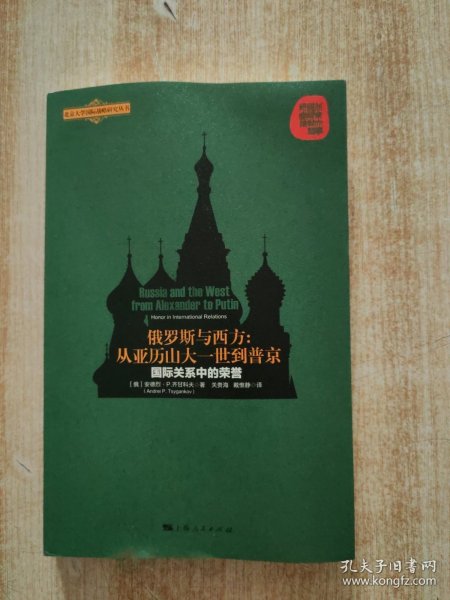 北京大学国际战略研究丛书
Russia and the West
from Alexander to Putin
Honor in International Relations
俄罗斯与西方：
从亚历山大一世到普京
国际关系中的荣誉
[俄] 安德烈·P.齐甘科夫◎著 关贵海 戴惟静◎译
(Andrei P. Tsygankov)
上海人民出版社
孔夫子旧书网
www.kongfz.com